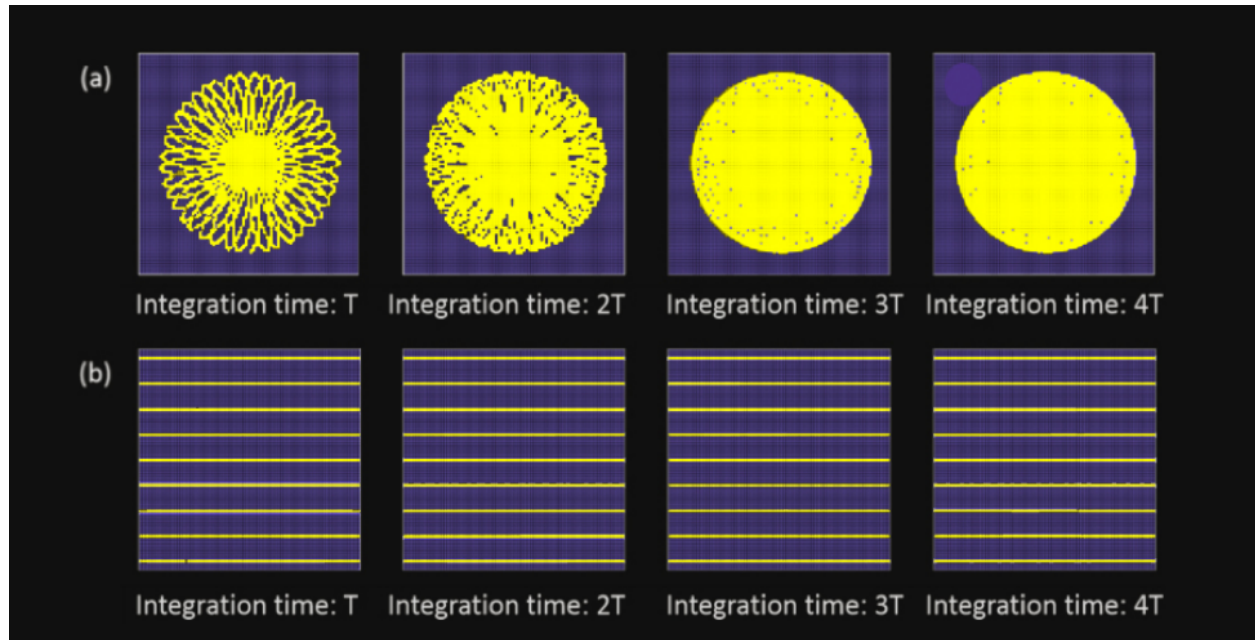 (a)
Integration time: T
Integration time: 2T
Integration time: 3T
Integration time: 4T
(b)
Integration time: T
Integration time: 2T
Integration time: 3T
Integration time: 4T